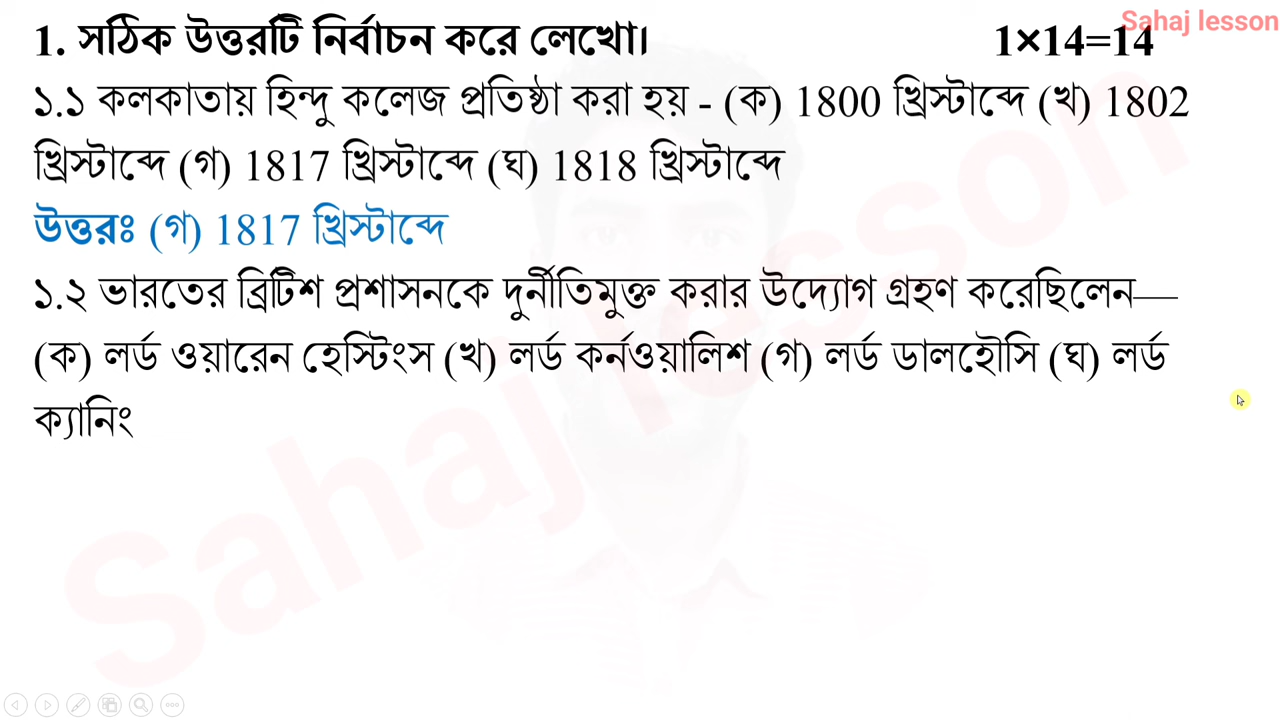 Sahaj lesson
1. সঠিক উত্তরটি নির্বাচন করে লেখো। 1×14=14
১.১ কলকাতায় হিন্দু কলেজ প্রতিষ্ঠা করা হয় - (ক) 1800 খ্রিস্টাব্দে (খ) 1802
খ্রিস্টাব্দে (গ) 1817 খ্রিস্টাব্দে (ঘ) 1818 খ্রিস্টাব্দে
উত্তরঃ (গ) 1817 খ্রিস্টাব্দে
১.২ ভারতের ব্রিটিশ প্রশাসনকে দুর্নীতিমুক্ত করার উদ্যোগ গ্রহণ করেছিলেন—
(ক) লর্ড ওয়ারেন হেস্টিংস (খ) লর্ড কর্নওয়ালিশ (গ) লর্ড ডালহৌসি (ঘ) লর্ড
ক্যানিং
Sahaj lesson